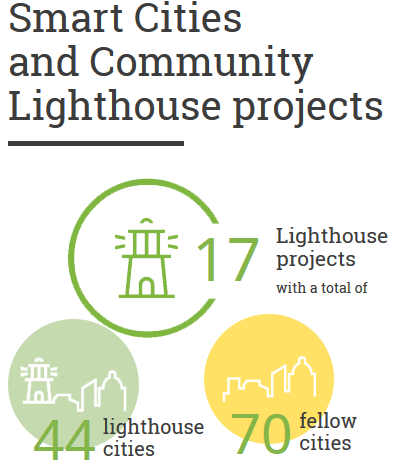 Smart Cities
and Community
Lighthouse projects
17 Lighthouse
projects
with a total of
44 lighthouse
cities
70 fellow
cities